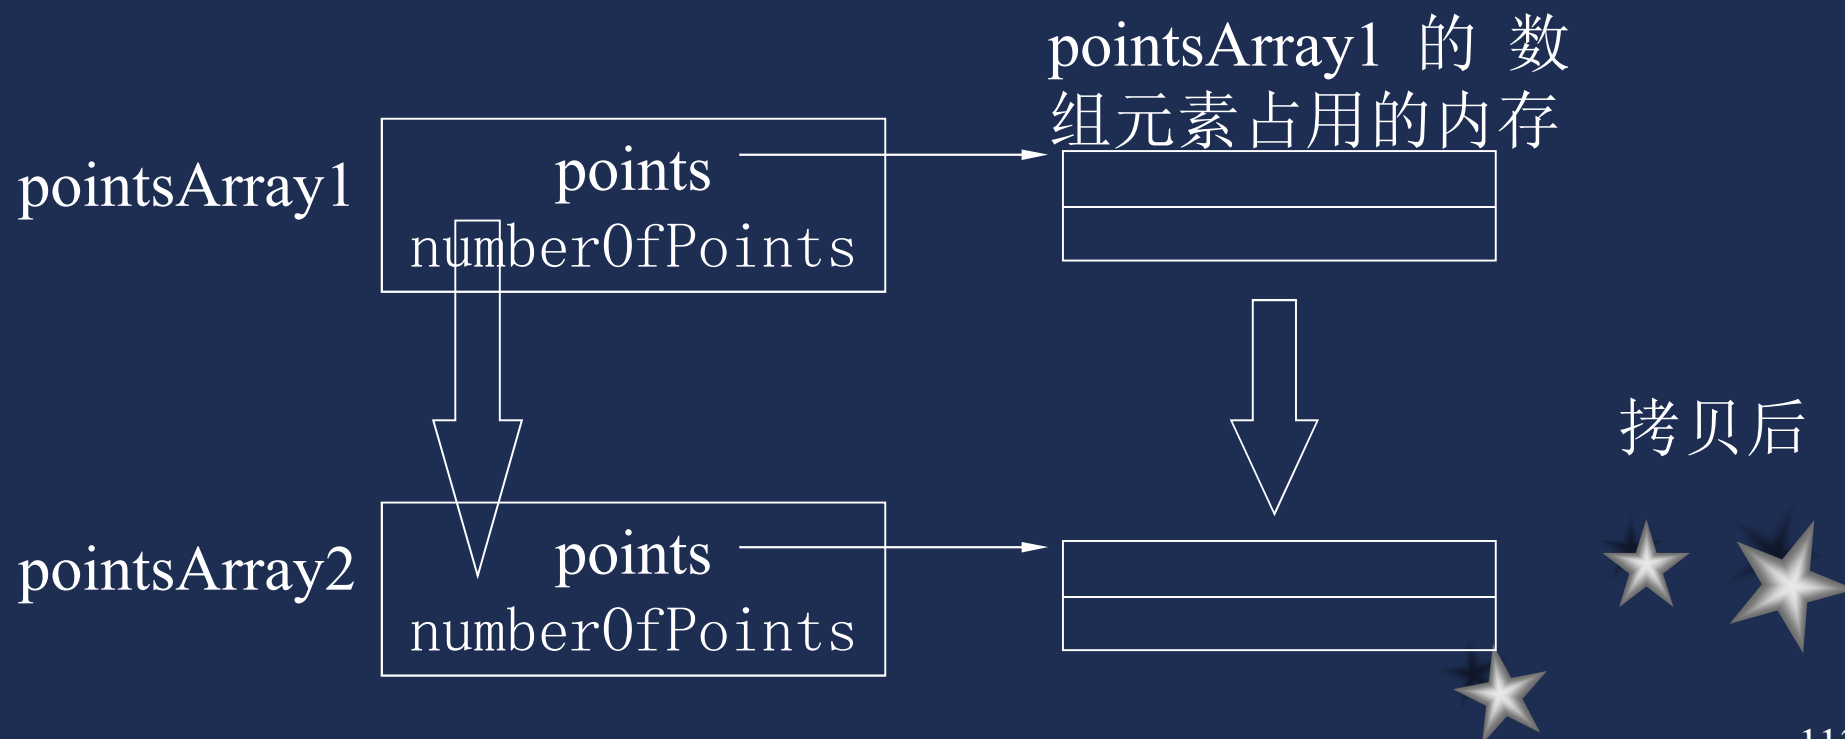 pointsArray1 的 数
组元素占用的内存
pointsArray1
points
numberOfPoints
拷贝后
pointsArray2
points
numberOfPoints